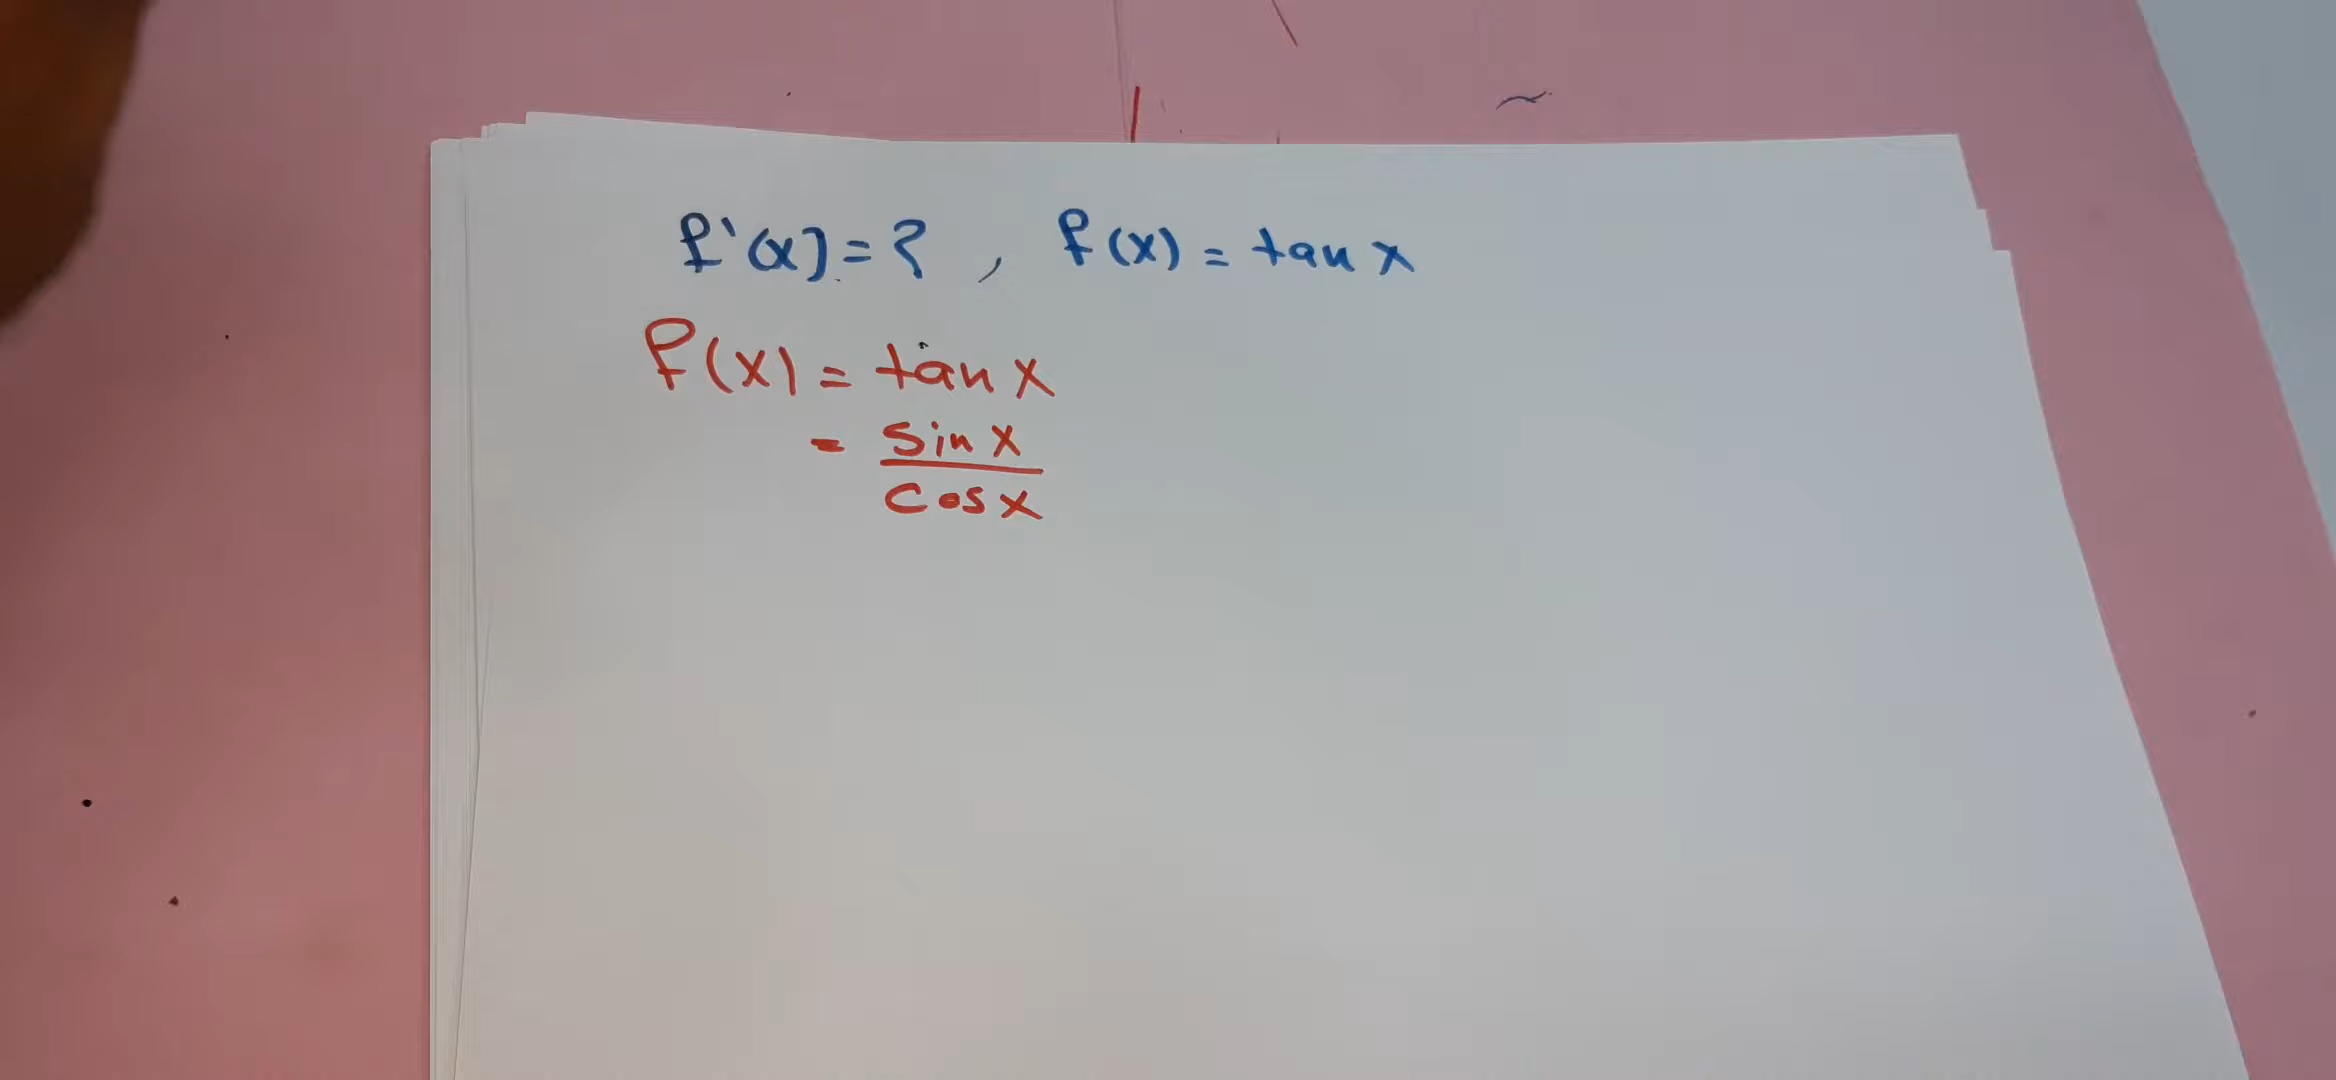 f'(x) = ? , f(x) = tan x
f(x) = tan x
= sin x / cos x